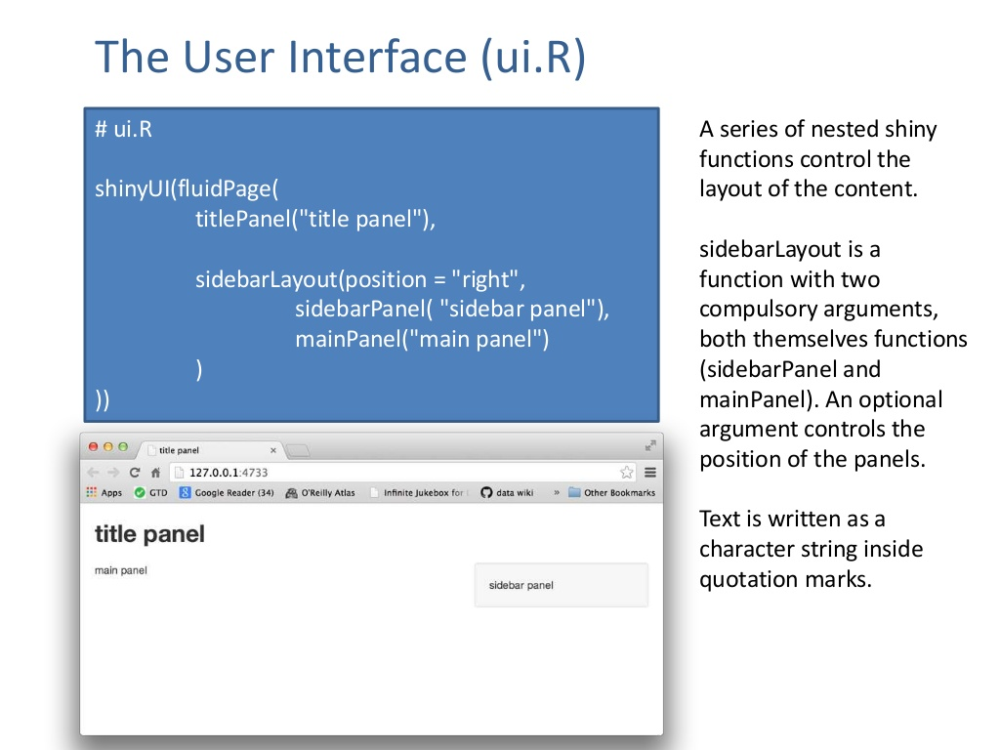 The User Interface (ui.R)
# ui.R
shinyUI(fluidPage(
titlePanel("title panel"),
sidebarLayout(position = "right",
sidebarPanel( "sidebar panel"),
mainPanel("main panel")
)
))
A series of nested shiny
functions control the
layout of the content.
sidebarLayout is a
function with two
compulsory arguments,
both themselves functions
(sidebarPanel and
mainPanel). An optional
argument controls the
position of the panels.
Text is written as a
character string inside
quotation marks.
title panel
127.0.0.1:4733
Apps GTD Google Reader (34) O'Reilly Atlas Infinite Jukebox for data wiki » Other Bookmarks
title panel
main panel
sidebar panel